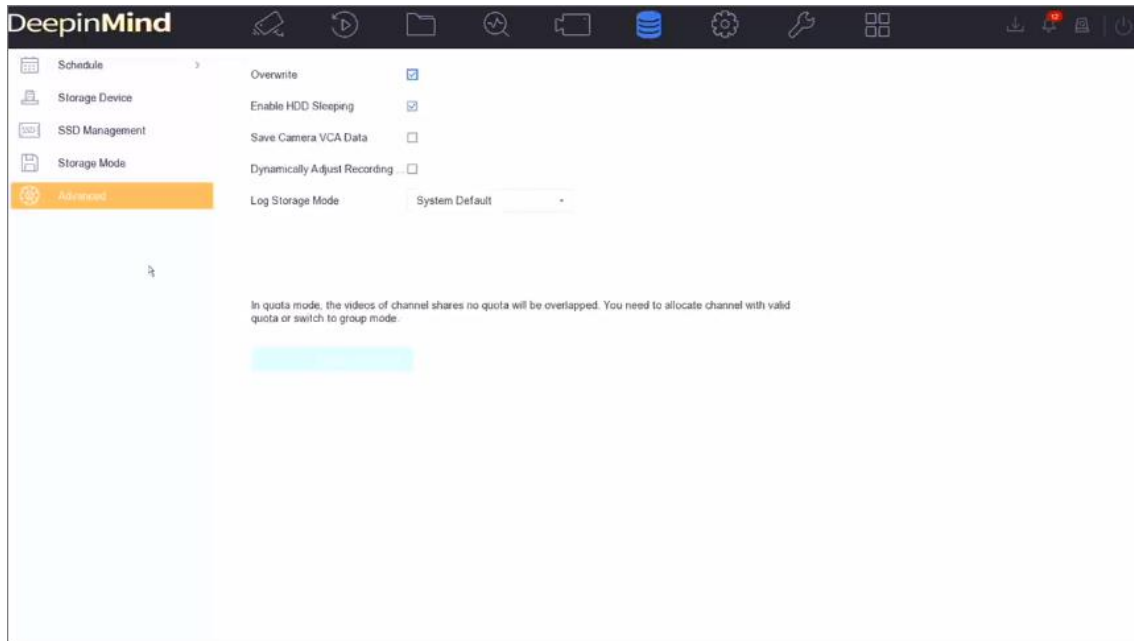 DeepinMind
12
Schedule
Storage Device
SSD
SSD Management
Storage Mode
Advanced
Overwrite
Enable HDD Sleeping
Save Camera VCA Data
Dynamically Adjust Recording ...
Log Storage Mode
System Default
In quota mode, the videos of channel shares no quota will be overlapped. You need to allocate channel with valid
quota or switch to group mode.